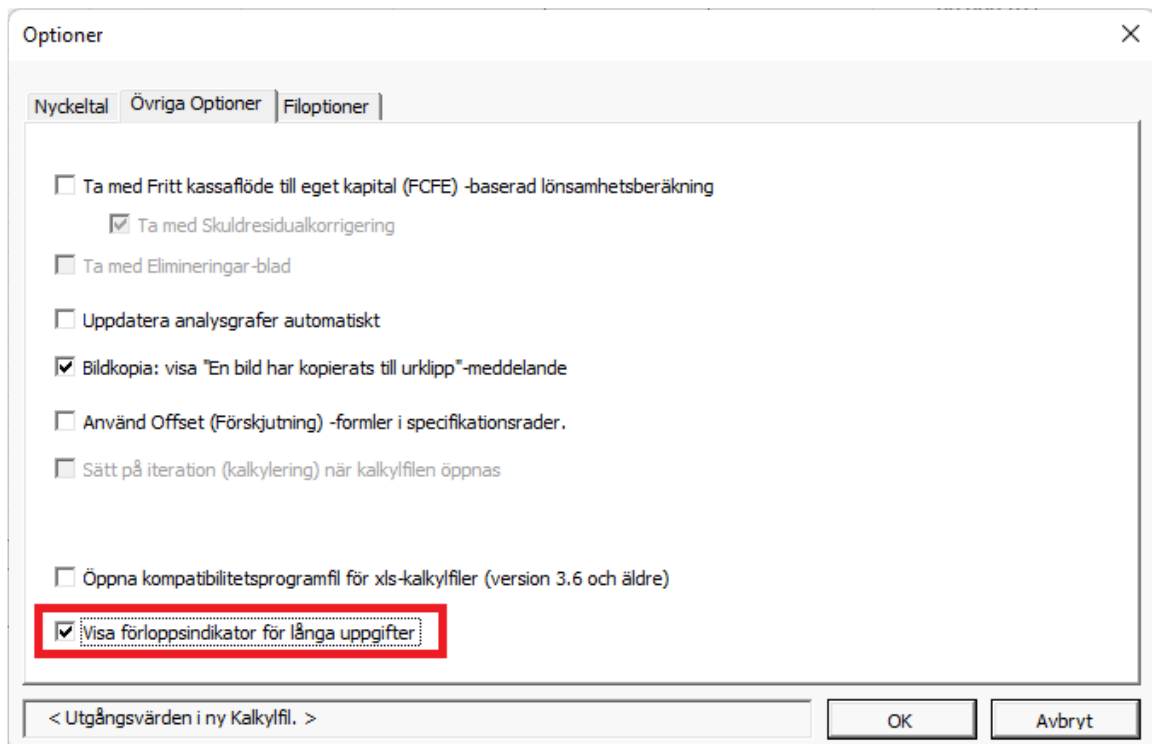 Optioner
Nyckeltal Övriga Optioner Filoptioner
Ta med Fritt kassaflöde till eget kapital (FCFE) -baserad lönsamhetsberäkning
Ta med Skuldresidualkorrigering
Ta med Elimineringar-blad
Uppdatera analysgrafer automatiskt
Bildkopia: visa "En bild har kopierats till urklipp"-meddelande
Använd Offset (Förskjutning) -formler i specifikationsrader.
Sätt på iteration (kalkylering) när kalkylfilen öppnas
Öppna kompatibilitetsprogramfil för xls-kalkylfiler (version 3.6 och äldre)
Visa förloppsindikator för långa uppgifter
< Utgångsvärden i ny Kalkylfil. > OK Avbryt